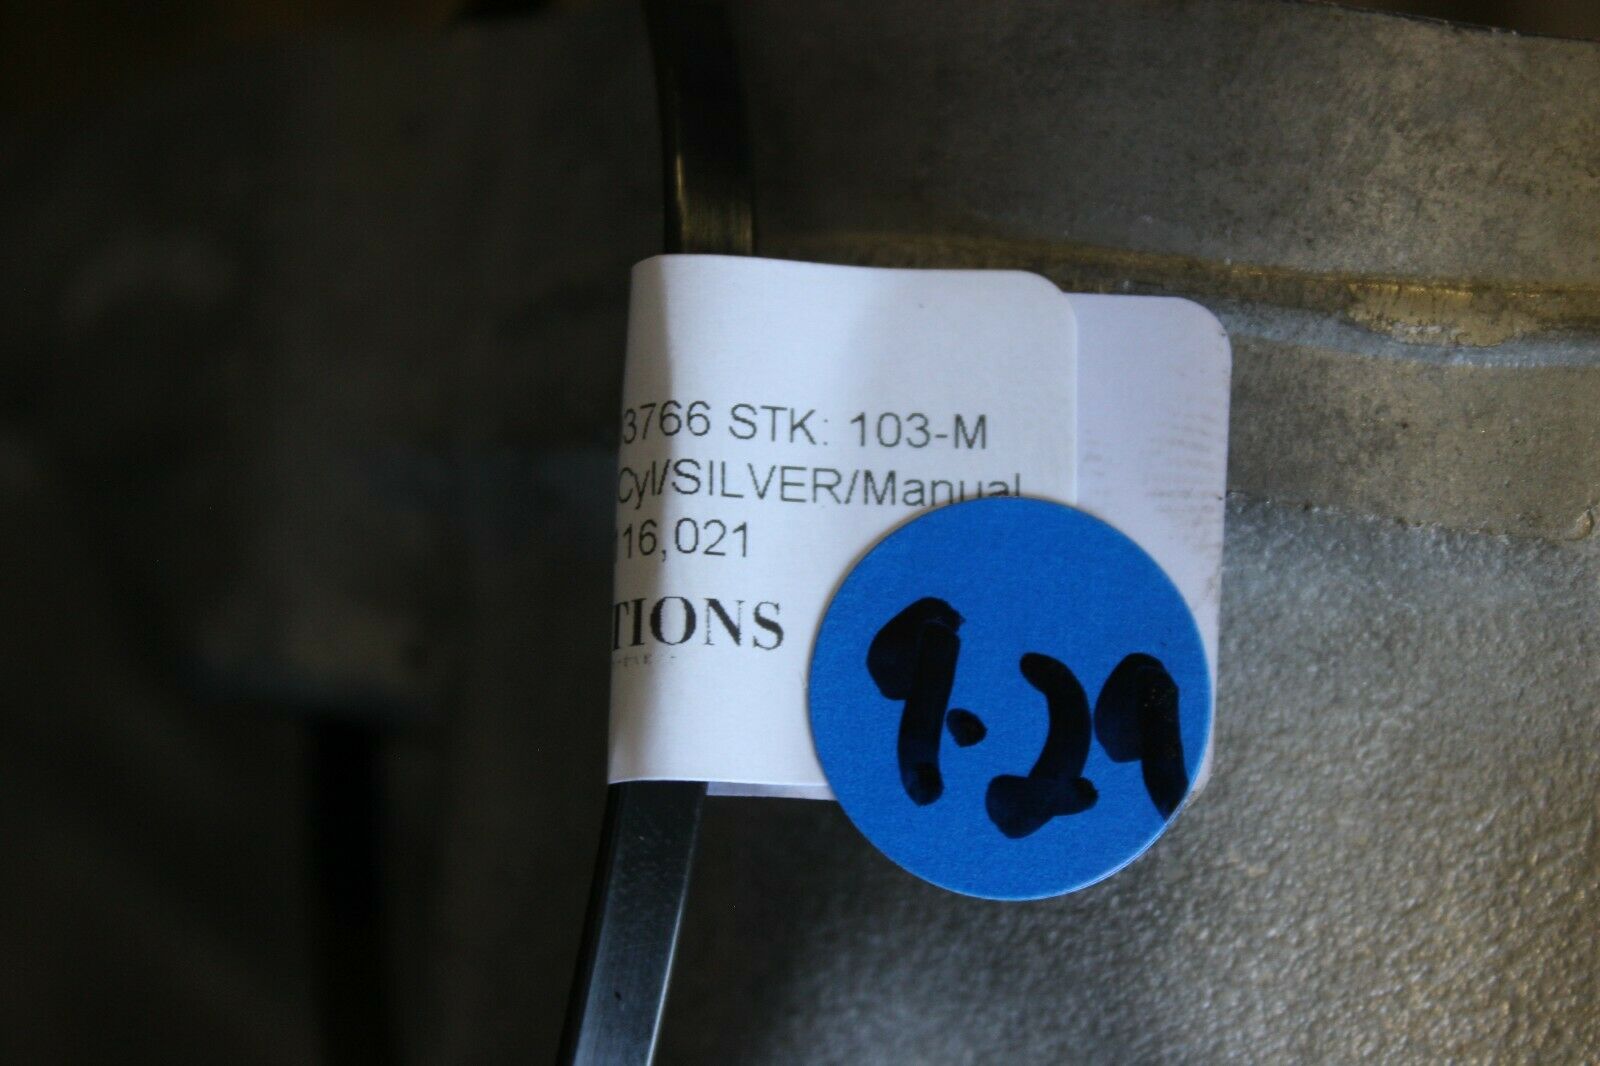 3766 STK: 103-M
Cyl/SILVER/Manual
16,021
TIONS
9.29